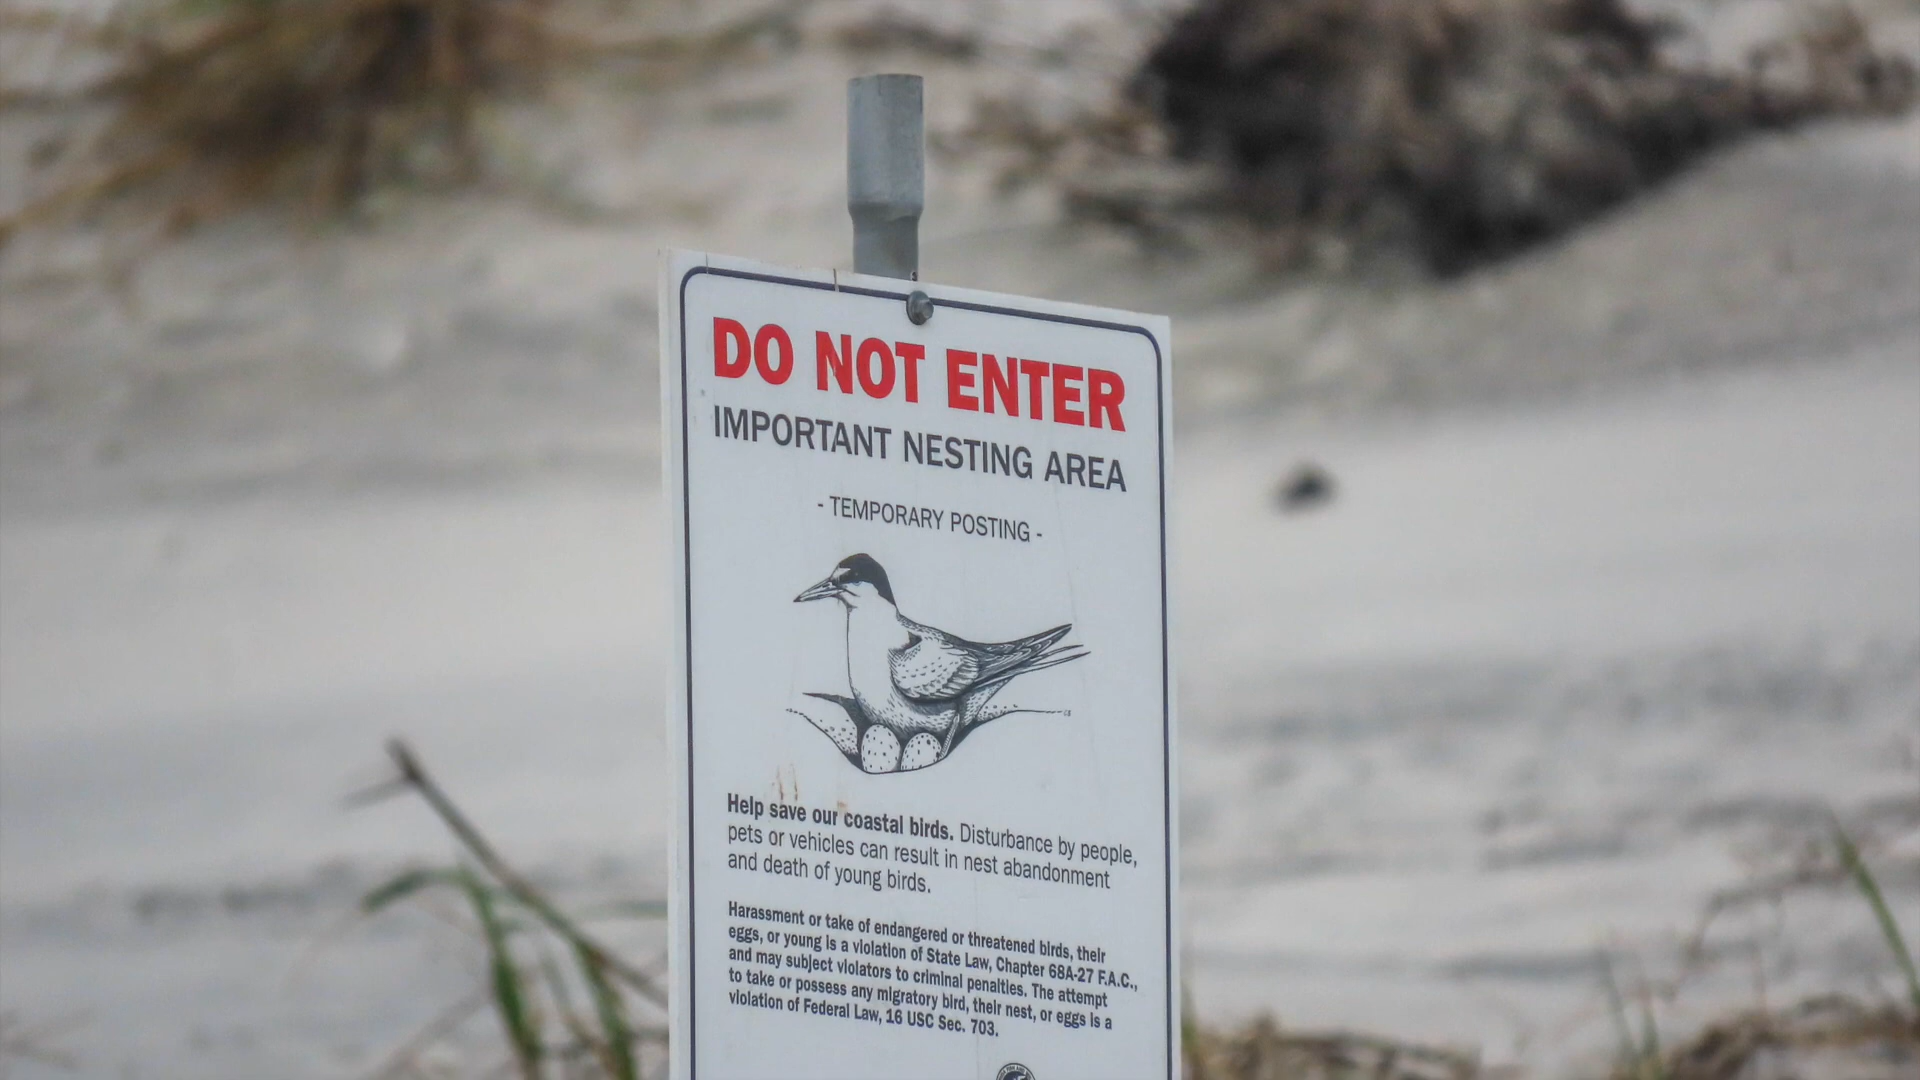 DO NOT ENTER
IMPORTANT NESTING AREA
- TEMPORARY POSTING -
Help save our coastal birds. Disturbance by people,
pets or vehicles can result in nest abandonment
and death of young birds.
Harassment or take of endangered or threatened birds, their
eggs, or young is a violation of State Law, Chapter 68A-27 F.A.C.,
and may subject violators to criminal penalties. The attempt
to take or possess any migratory bird, their nest, or eggs is a
violation of Federal Law, 16 USC Sec. 703.